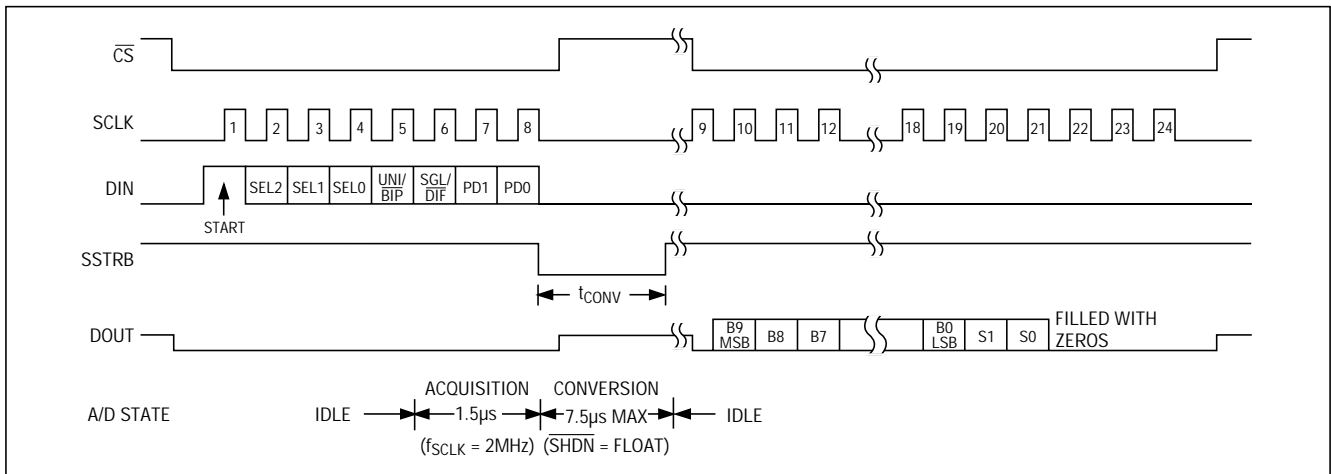 CS
SCLK
1 2 3 4 5 6 7 8 9 10 11 12 18 19 20 21 22 23 24
DIN
SEL2 SEL1 SEL0 UNI/BIP SGL/DIF PD1 PD0
START
SSTRB
tCONV
DOUT
B9 MSB B8 B7 B0 LSB S1 S0
FILLED WITH
ZEROS
A/D STATE
IDLE
ACQUISITION
1.5µs
(fSCLK = 2MHz)
CONVERSION
7.5µs MAX
(SHDN = FLOAT)
IDLE